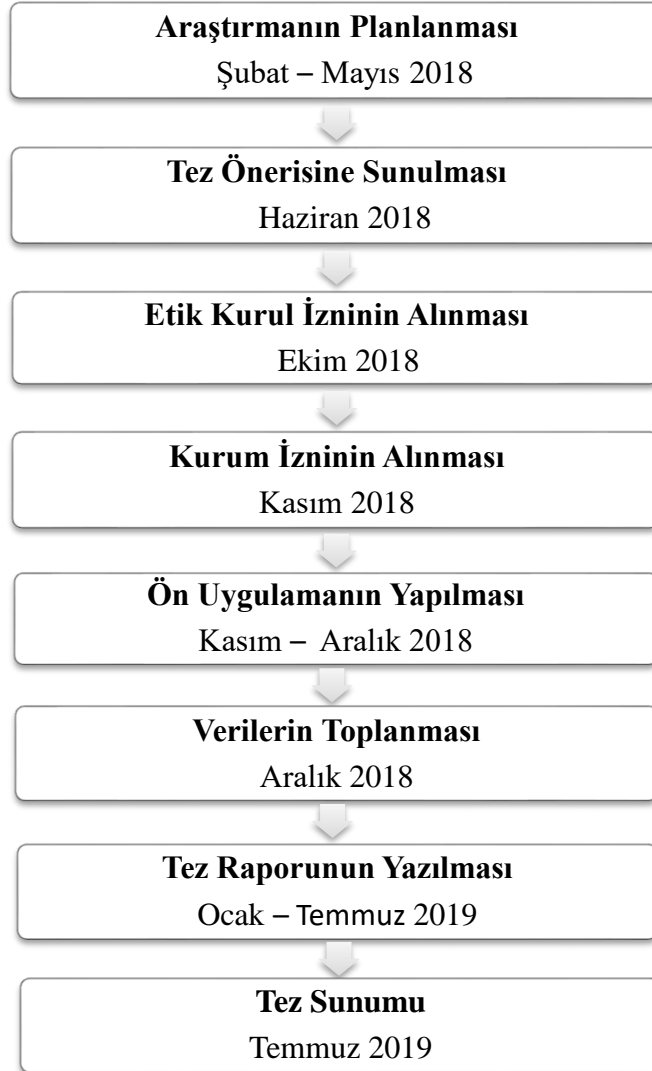 Araştırmanın Planlanması
Şubat – Mayıs 2018
Tez Önerisine Sunulması
Haziran 2018
Etik Kurul İzninin Alınması
Ekim 2018
Kurum İzninin Alınması
Kasım 2018
Ön Uygulamanın Yapılması
Kasım – Aralık 2018
Verilerin Toplanması
Aralık 2018
Tez Raporunun Yazılması
Ocak – Temmuz 2019
Tez Sunumu
Temmuz 2019